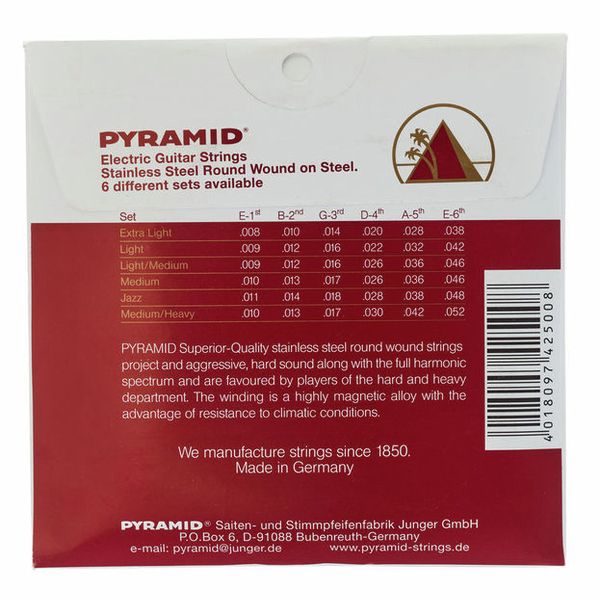 PYRAMID®
Electric Guitar Strings
Stainless Steel Round Wound on Steel.
6 different sets available
Set E-1st B-2nd G-3rd D-4th A-5th E-6th
Extra Light .008 .010 .014 .020 .028 .038
Light .009 .012 .016 .022 .032 .042
Light/Medium .009 .012 .016 .026 .036 .046
Medium .010 .013 .017 .026 .036 .046
Jazz .011 .014 .018 .028 .038 .048
Medium/Heavy .010 .013 .017 .030 .042 .052
PYRAMID Superior-Quality stainless steel round wound strings
project and aggressive, hard sound along with the full harmonic
spectrum and are favoured by players of the hard and heavy
department. The winding is a highly magnetic alloy with the
advantage of resistance to climatic conditions.
4 018097 425008
We manufacture strings since 1850.
Made in Germany
PYRAMID® Saiten- und Stimmpfeifenfabrik Junger GmbH
P.O.Box 6, D-91088 Bubenreuth-Germany
e-mail: pyramid@junger.de www.pyramid-strings.de